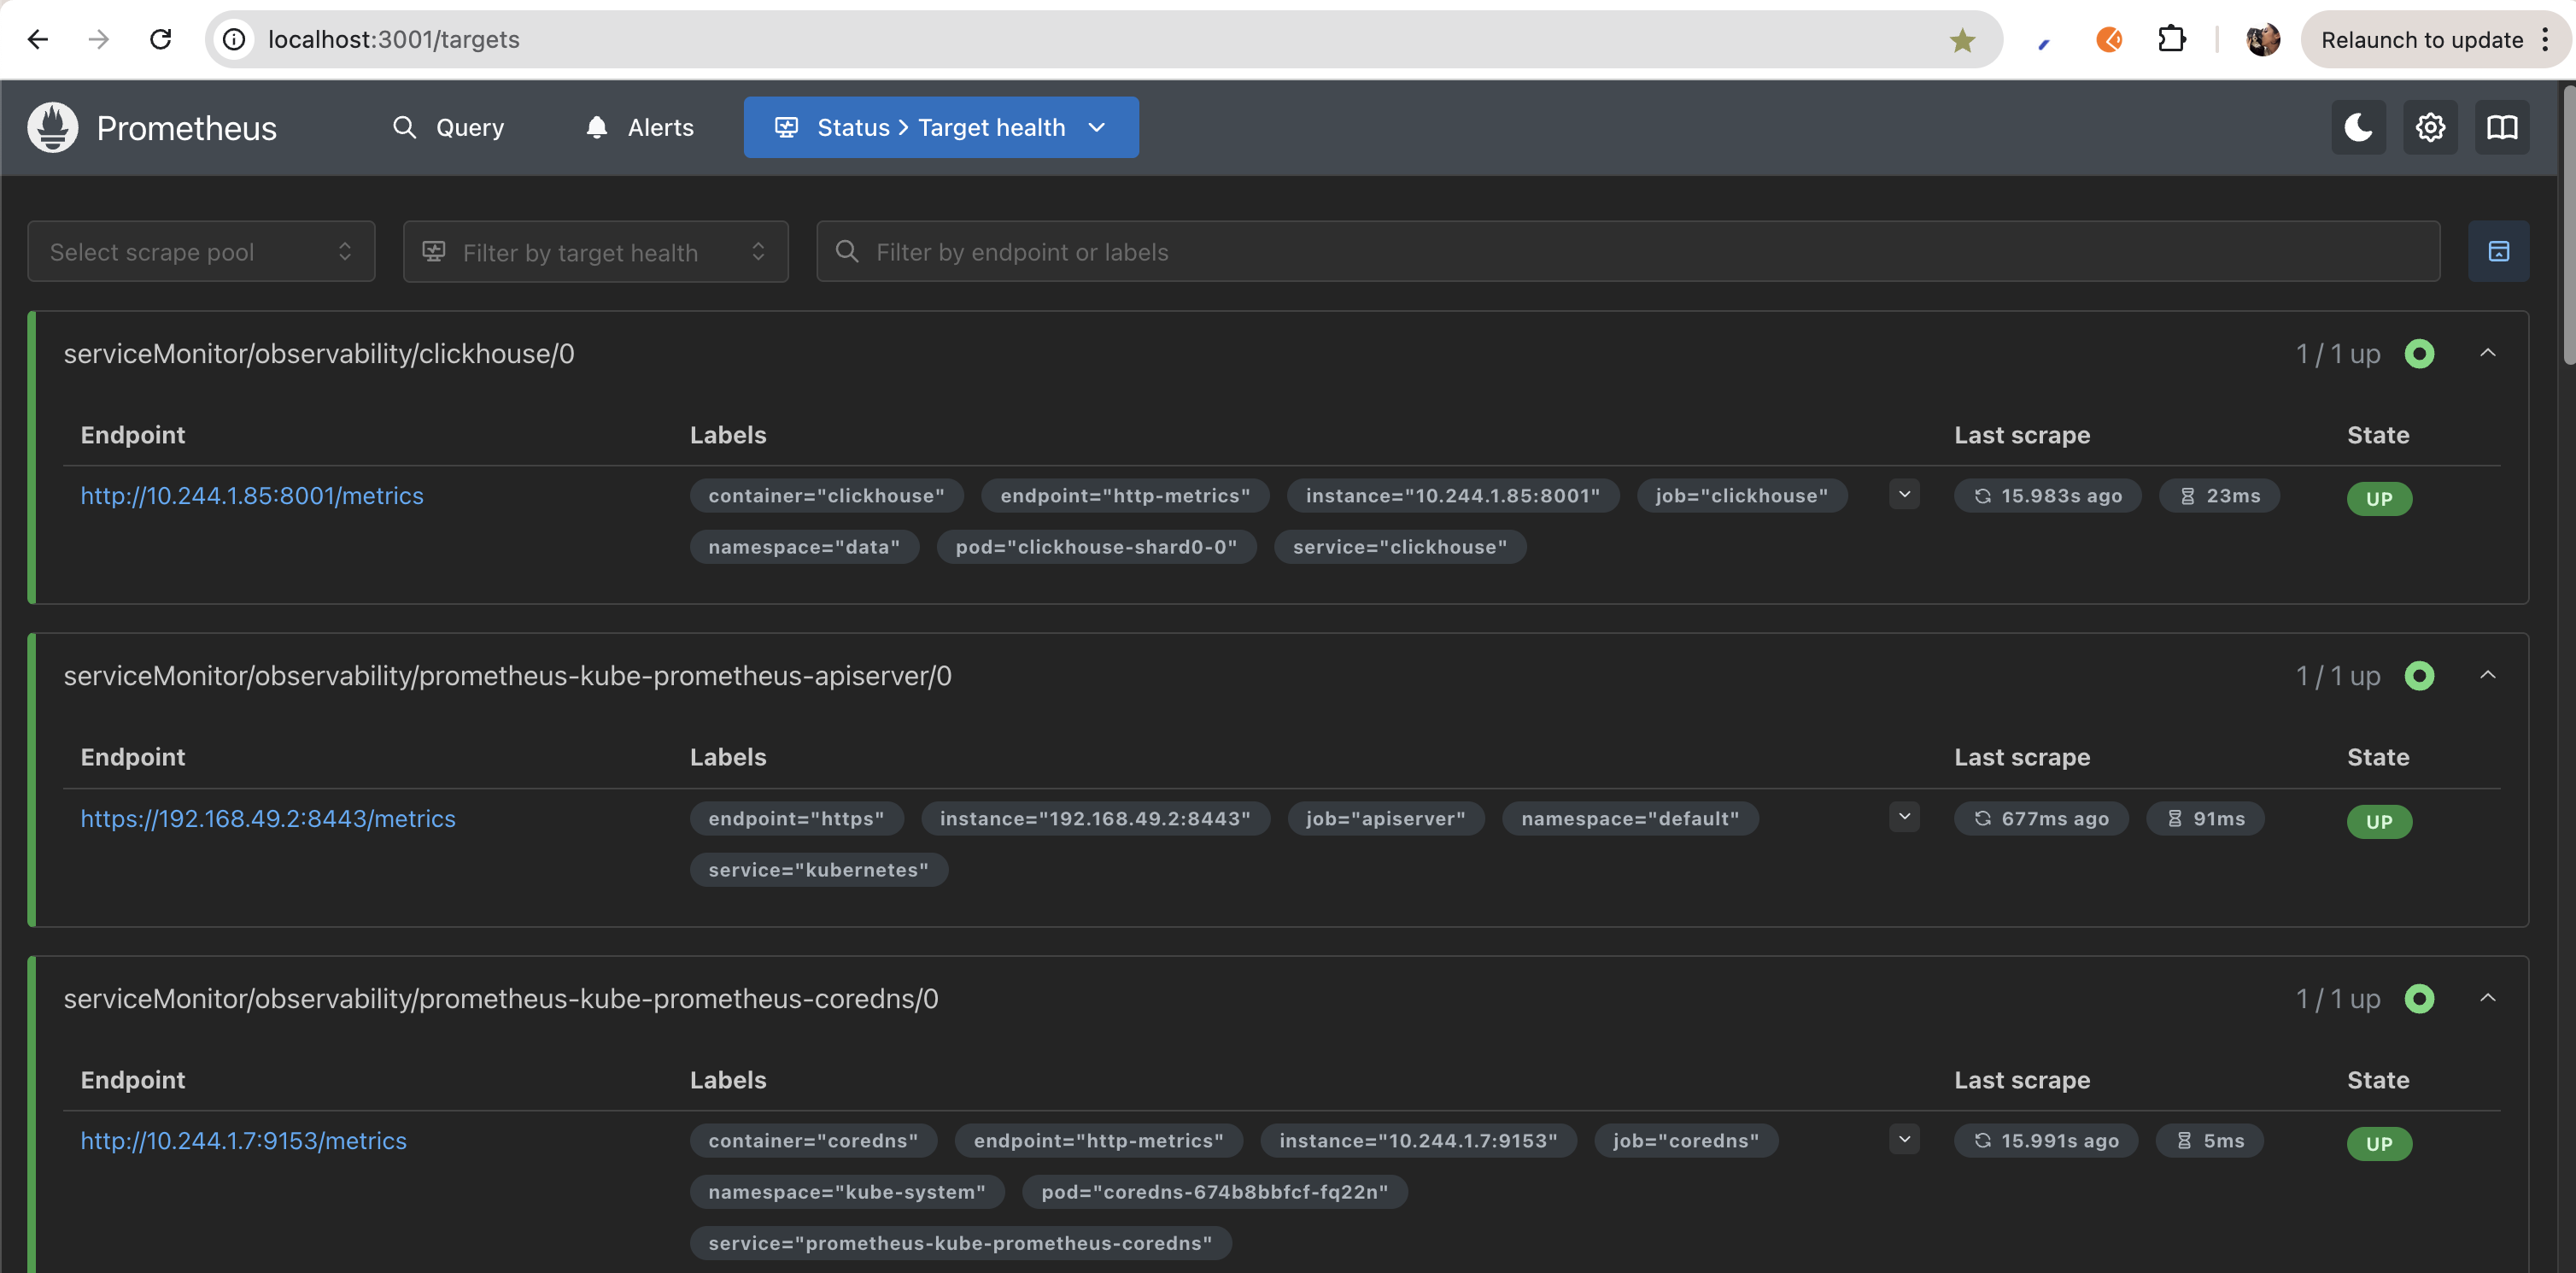 localhost:3001/targets
Relaunch to update
Prometheus Query Alerts Status > Target health
Select scrape pool Filter by target health Filter by endpoint or labels
serviceMonitor/observability/clickhouse/0 1 / 1 up
Endpoint Labels Last scrape State
http://10.244.1.85:8001/metrics container="clickhouse" endpoint="http-metrics" instance="10.244.1.85:8001" job="clickhouse" 15.983s ago 23ms UP
namespace="data" pod="clickhouse-shard0-0" service="clickhouse"
serviceMonitor/observability/prometheus-kube-prometheus-apiserver/0 1 / 1 up
Endpoint Labels Last scrape State
https://192.168.49.2:8443/metrics endpoint="https" instance="192.168.49.2:8443" job="apiserver" namespace="default" 677ms ago 91ms UP
service="kubernetes"
serviceMonitor/observability/prometheus-kube-prometheus-coredns/0 1 / 1 up
Endpoint Labels Last scrape State
http://10.244.1.7:9153/metrics container="coredns" endpoint="http-metrics" instance="10.244.1.7:9153" job="coredns" 15.991s ago 5ms UP
namespace="kube-system" pod="coredns-674b8bbfcf-fq22n"
service="prometheus-kube-prometheus-coredns"